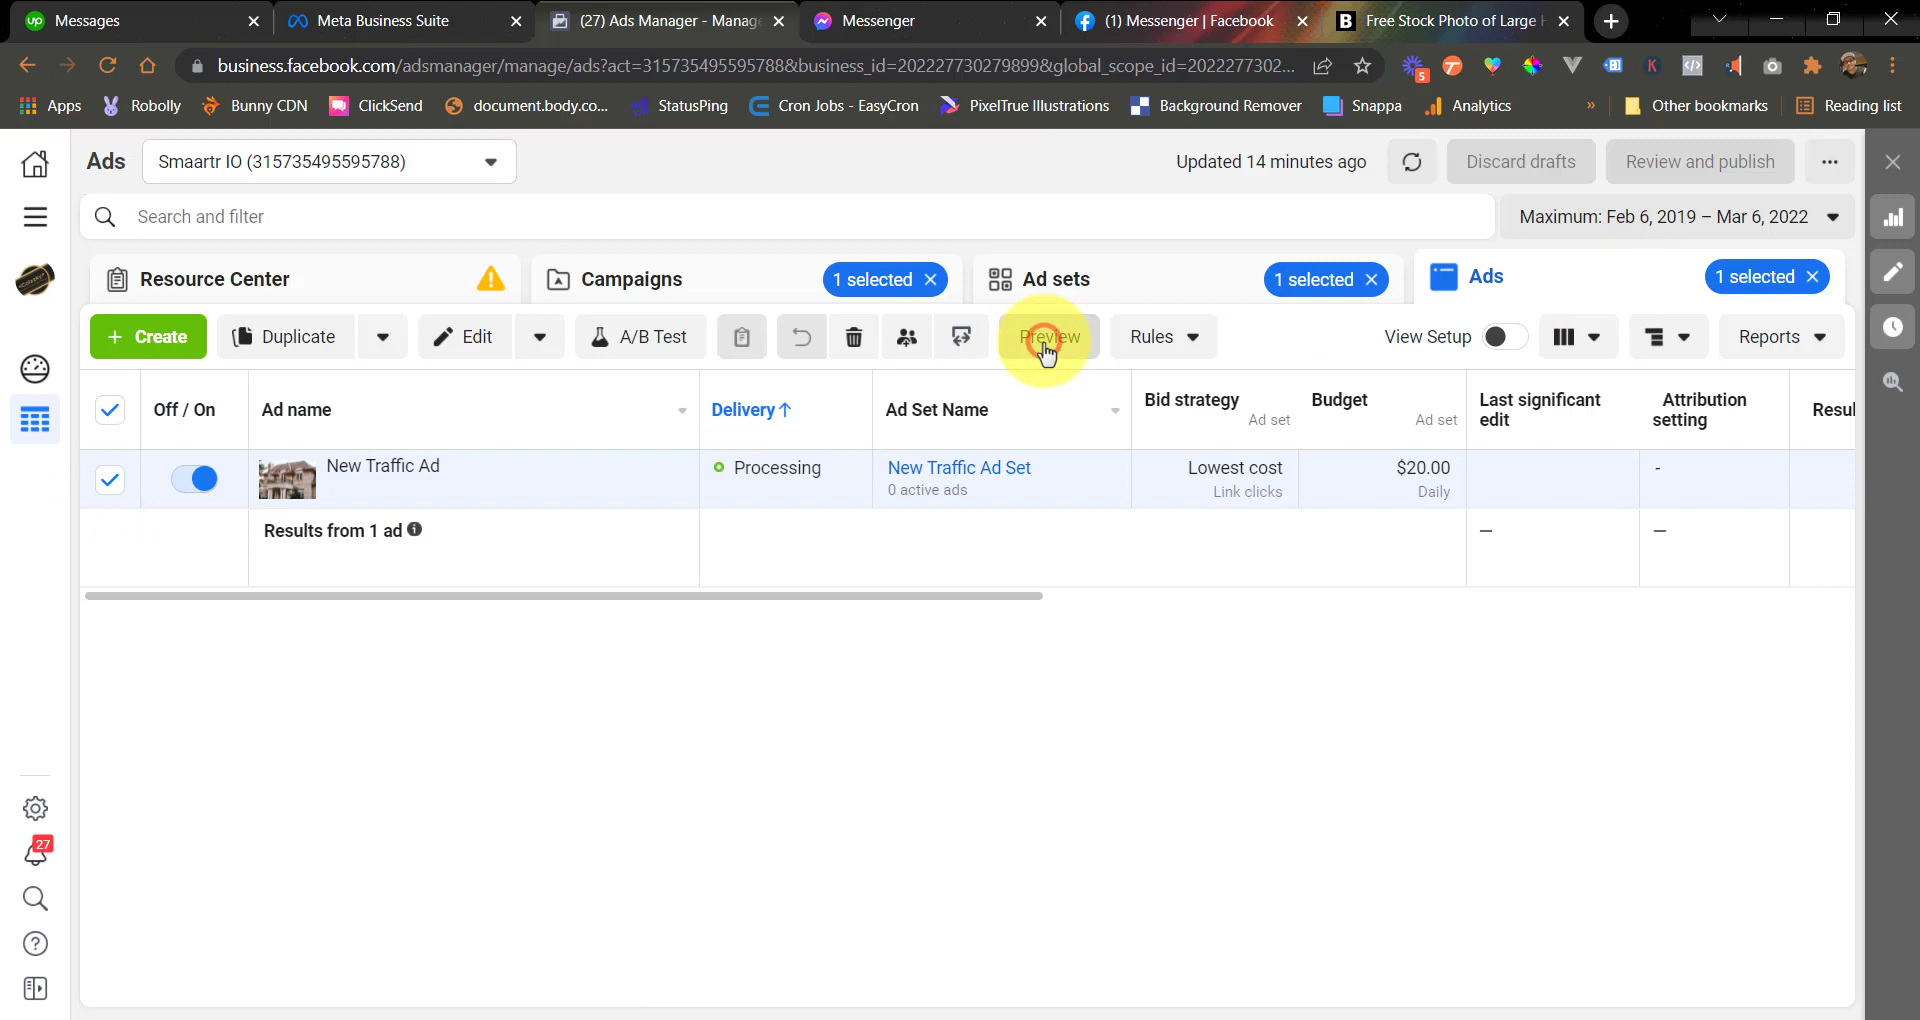 Messages
Meta Business Suite
(27) Ads Manager - Manage
Messenger
(1) Messenger | Facebook
Free Stock Photo of Large
business.facebook.com/adsmanager/manage/ads?act=315735495595788&business_id=202227730279899&global_scope_id=2022277302...
5
Apps
Robolly
Bunny CDN
ClickSend
document.body.co...
StatusPing
Cron Jobs - EasyCron
PixelTrue Illustrations
Background Remover
Snappa
Analytics
»
Other bookmarks
Reading list
Ads
Smaartr IO (315735495595788)
Updated 14 minutes ago
Discard drafts
Review and publish
Search and filter
Maximum: Feb 6, 2019 – Mar 6, 2022
Resource Center
Campaigns
1 selected
Ad sets
1 selected
Ads
1 selected
+ Create
Duplicate
Edit
A/B Test
Preview
Rules
View Setup
Reports
Off / On
Ad name
Delivery↑
Ad Set Name
Bid strategy
Ad set
Budget
Ad set
Last significant
edit
Attribution
setting
Resul
New Traffic Ad
Processing
New Traffic Ad Set
0 active ads
Lowest cost
Link clicks
$20.00
Daily
-
Results from 1 ad
—
—
27